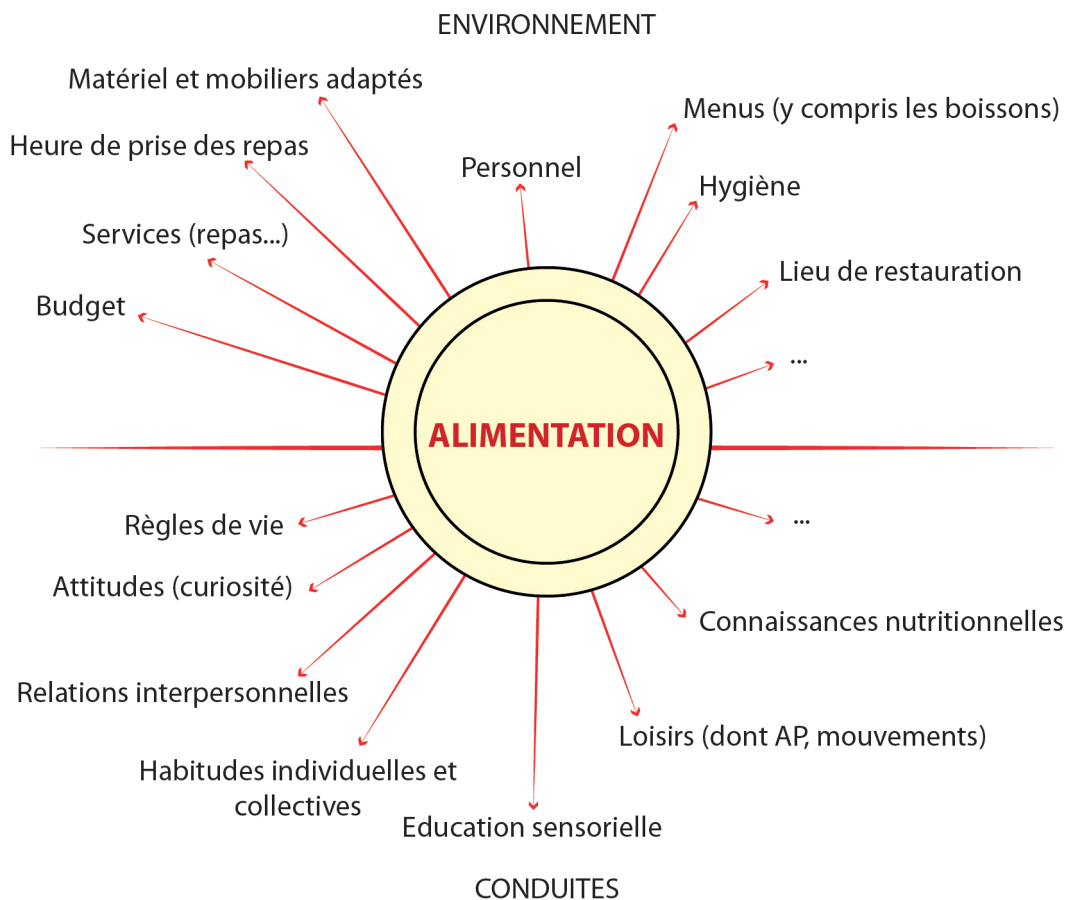 ENVIRONNEMENT
Matériel et mobiliers adaptés
Menus (y compris les boissons)
Heure de prise des repas
Personnel
Hygiène
Services (repas...)
Lieu de restauration
Budget
...
ALIMENTATION
Règles de vie
...
Attitudes (curiosité)
Connaissances nutritionnelles
Relations interpersonnelles
Loisirs (dont AP, mouvements)
Habitudes individuelles et
collectives
Education sensorielle
CONDUITES